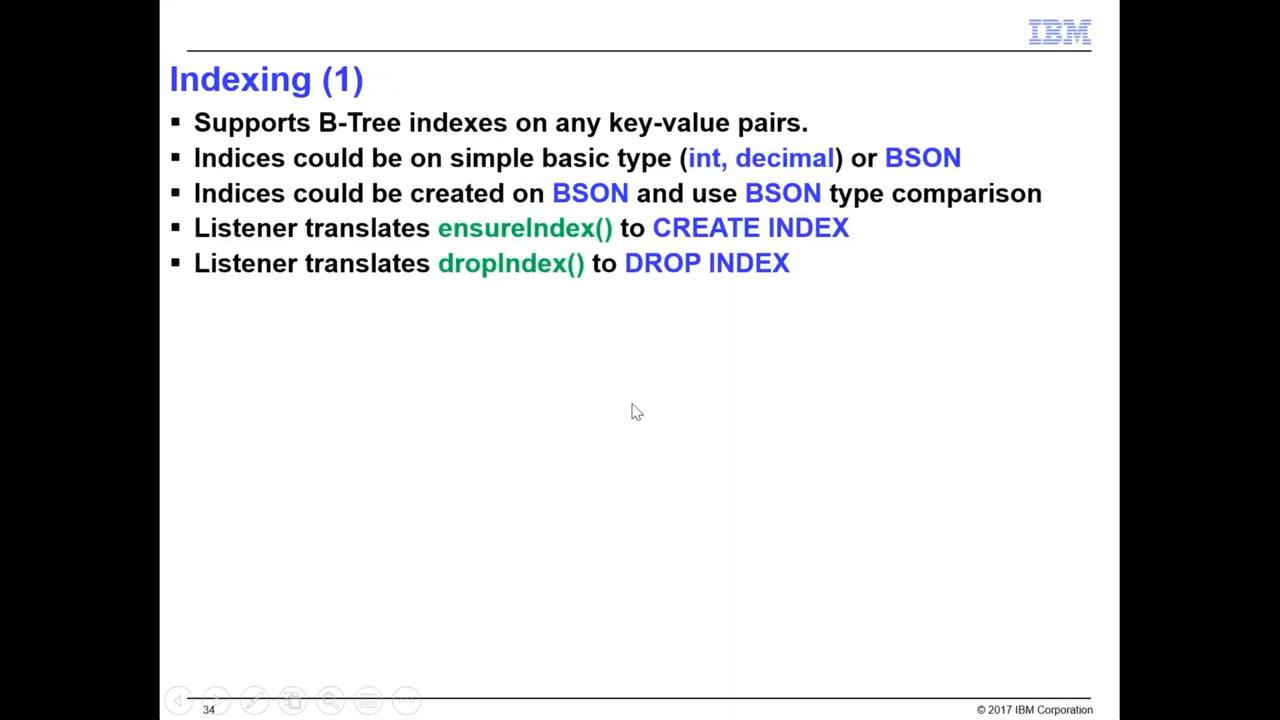 IBM
Indexing (1)
▪ Supports B-Tree indexes on any key-value pairs.
▪ Indices could be on simple basic type (int, decimal) or BSON
▪ Indices could be created on BSON and use BSON type comparison
▪ Listener translates ensureIndex() to CREATE INDEX
▪ Listener translates dropIndex() to DROP INDEX
34
© 2017 IBM Corporation